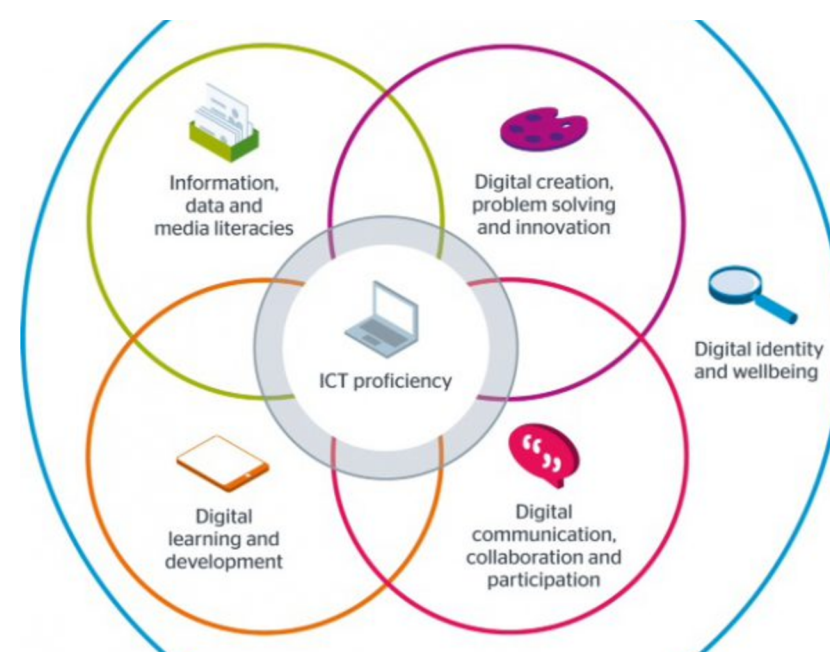 Information,
data and
media literacies
Digital creation,
problem solving
and innovation
ICT proficiency
Digital identity
and wellbeing
Digital
learning and
development
Digital
communication,
collaboration and
participation